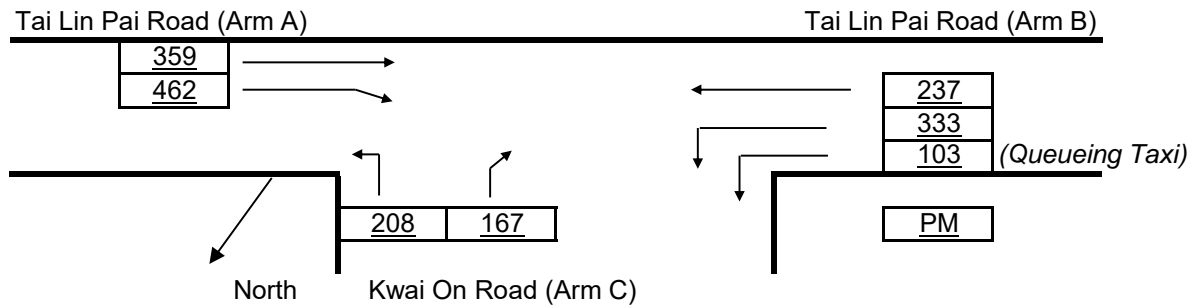 Tai Lin Pai Road (Arm A)
Tai Lin Pai Road (Arm B)
359
462
237
333
103 (Queueing Taxi)
208 167
PM
North
Kwai On Road (Arm C)